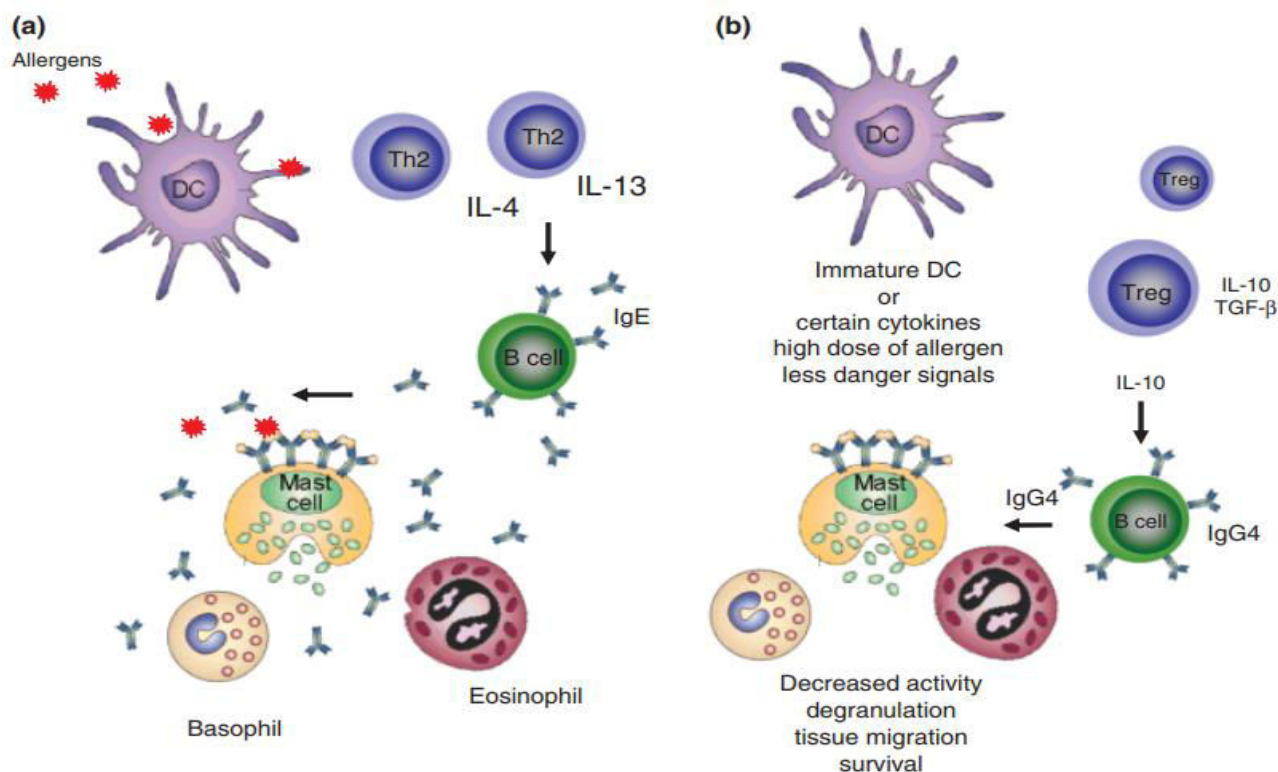 (a)
Allergens
DC
Th2
Th2
IL-4
IL-13
IgE
B cell
Mast
cell
Basophil
Eosinophil
(b)
DC
Treg
Treg
IL-10
TGF-β
Immature DC
or
certain cytokines
high dose of allergen
less danger signals
IL-10
Mast
cell
IgG4
B cell
IgG4
Decreased activity
degranulation
tissue migration
survival